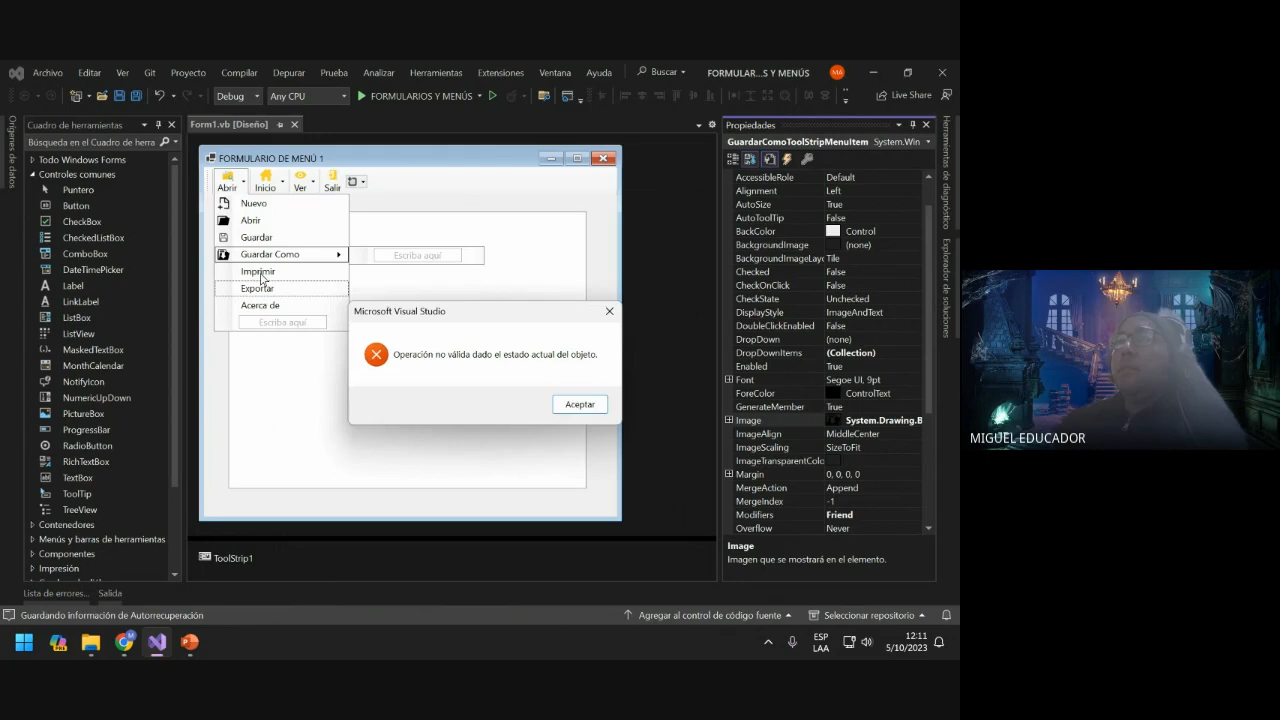 Archivo Editar Ver Git Proyecto Compilar Depurar Prueba Analizar Herramientas Extensiones Ventana Ayuda Buscar FORMULAR...S Y MENÚS MA
Debug Any CPU FORMULARIOS Y MENÚS Live Share
Orígenes de datos
Cuadro de herramientas
Búsqueda en el Cuadro de herra
Todo Windows Forms
Controles comunes
Puntero
Button
CheckBox
CheckedListBox
ComboBox
DateTimePicker
Label
LinkLabel
ListBox
ListView
MaskedTextBox
MonthCalendar
NotifyIcon
NumericUpDown
PictureBox
ProgressBar
RadioButton
RichTextBox
TextBox
ToolTip
TreeView
Contenedores
Menús y barras de herramientas
Componentes
Impresión
Form1.vb [Diseño]
FORMULARIO DE MENÚ 1
Abrir Inicio Ver Salir
Nuevo
Abrir
Guardar
Guardar Como Escriba aquí
Imprimir
Exportar
Acerca de
Escriba aquí
Microsoft Visual Studio
Operación no válida dado el estado actual del objeto.
Aceptar
ToolStrip1
Propiedades
GuardarComoToolStripMenuItem System.Win
AccessibleRole Default
Alignment Left
AutoSize True
AutoToolTip False
BackColor Control
BackgroundImage (none)
BackgroundImageLayc Tile
Checked False
CheckOnClick False
CheckState Unchecked
DisplayStyle ImageAndText
DoubleClickEnabled False
DropDown (none)
DropDownItems (Collection)
Enabled True
Font Segoe UI, 9pt
ForeColor ControlText
GenerateMember True
Image System.Drawing.B
ImageAlign MiddleCenter
ImageScaling SizeToFit
ImageTransparentColo
Margin 0, 0, 0, 0
MergeAction Append
MergeIndex -1
Modifiers Friend
Overflow Never
Image
Imagen que se mostrará en el elemento.
Herramientas de diagnóstico
Explorador de soluciones
MIGUEL EDUCADOR
Lista de errores... Salida
Guardando información de Autorrecuperación Agregar al control de código fuente Seleccionar repositorio
ESP
LAA
12:11
5/10/2023